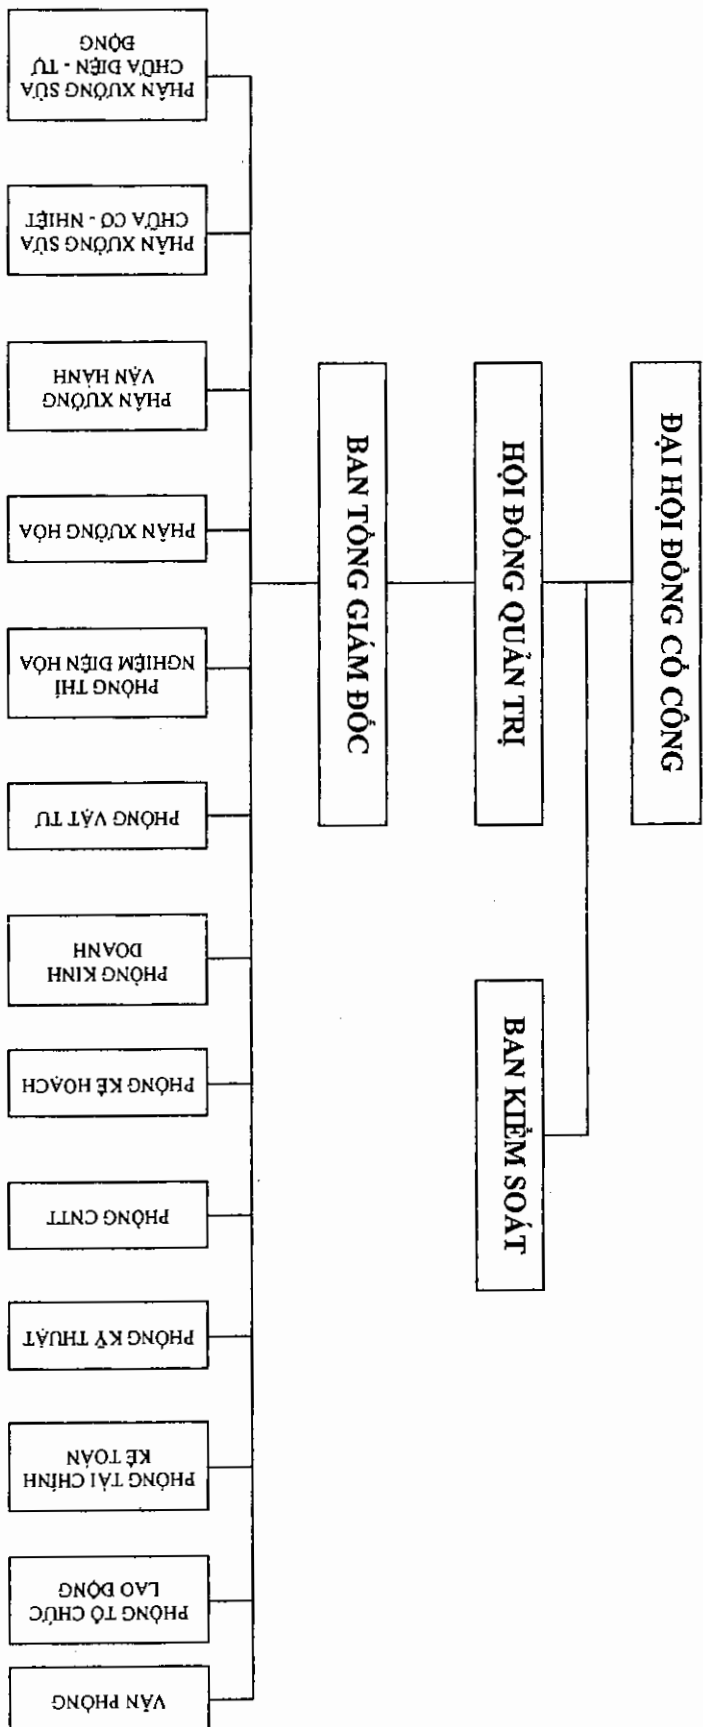 ĐẠI HỘI ĐỒNG CỔ CÔNG
HỘI ĐỒNG QUẢN TRỊ
BAN KIỂM SOÁT
BAN TỔNG GIÁM ĐỐC
PHÂN XƯỞNG SỬA
CHỮA ĐIỆN - TỰ
ĐỘNG
PHÂN XƯỞNG SỬA
CHỮA CƠ - NHIỆT
PHÂN XƯỞNG
VẬN HÀNH
PHÂN XƯỞNG HÓA
PHÒNG THÍ
NGHIỆM ĐIỆN HÓA
PHÒNG VẬT TƯ
PHÒNG KINH
DOANH
PHÒNG KẾ HOẠCH
PHÒNG CNTT
PHÒNG KỸ THUẬT
PHÒNG TÀI CHÍNH
KẾ TOÁN
PHÒNG TỔ CHỨC
LAO ĐỘNG
VĂN PHÒNG